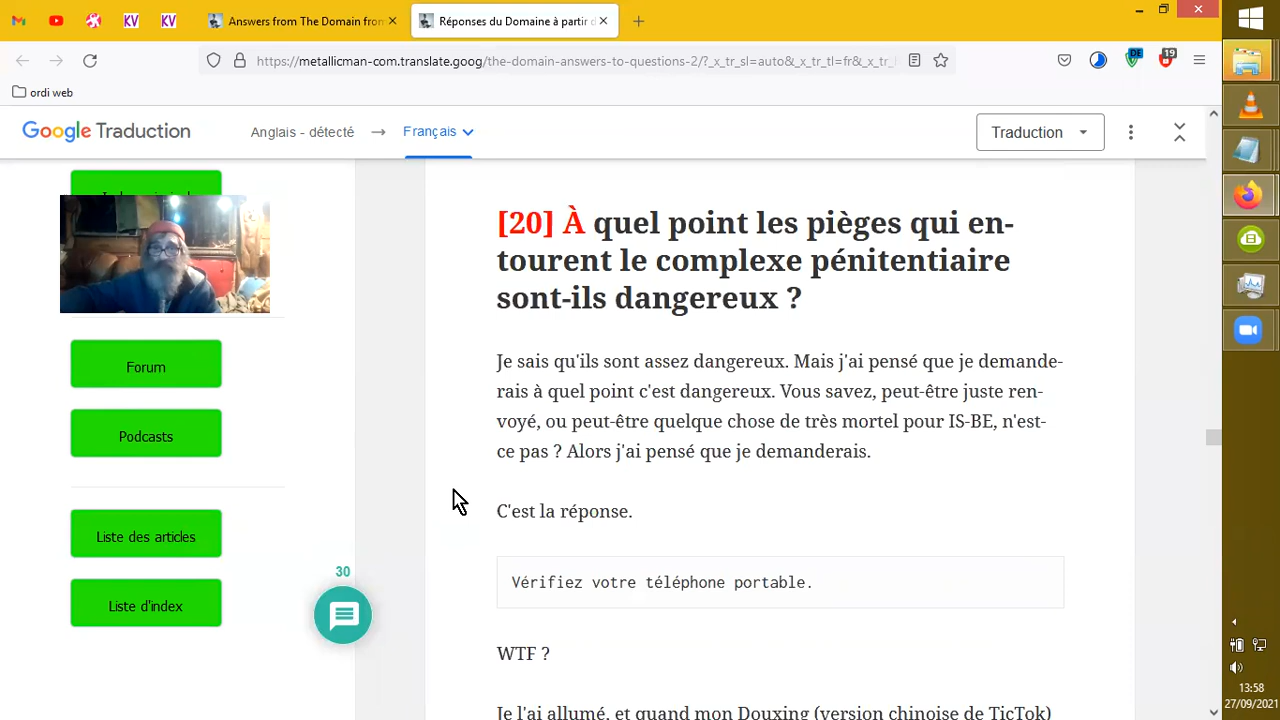 KV
KV
Answers from The Domain from
Réponses du Domaine à partir d
https://metallicman-com.translate.goog/the-domain-answers-to-questions-2/?_x_tr_sl=auto&_x_tr_tl=fr&_x_tr_
DE
19
ordi web
Google Traduction
Anglais - détecté
Français
Traduction
[20] À quel point les pièges qui en-
tourent le complexe pénitentiaire
sont-ils dangereux ?
Je sais qu'ils sont assez dangereux. Mais j'ai pensé que je demande-
rais à quel point c'est dangereux. Vous savez, peut-être juste ren-
voyé, ou peut-être quelque chose de très mortel pour IS-BE, n'est-
ce pas ? Alors j'ai pensé que je demanderais.
C'est la réponse.
Vérifiez votre téléphone portable.
WTF ?
Je l'ai allumé, et quand mon Douxing (version chinoise de TicTok)
Forum
Podcasts
Liste des articles
Liste d'index
30
13:58
27/09/2021